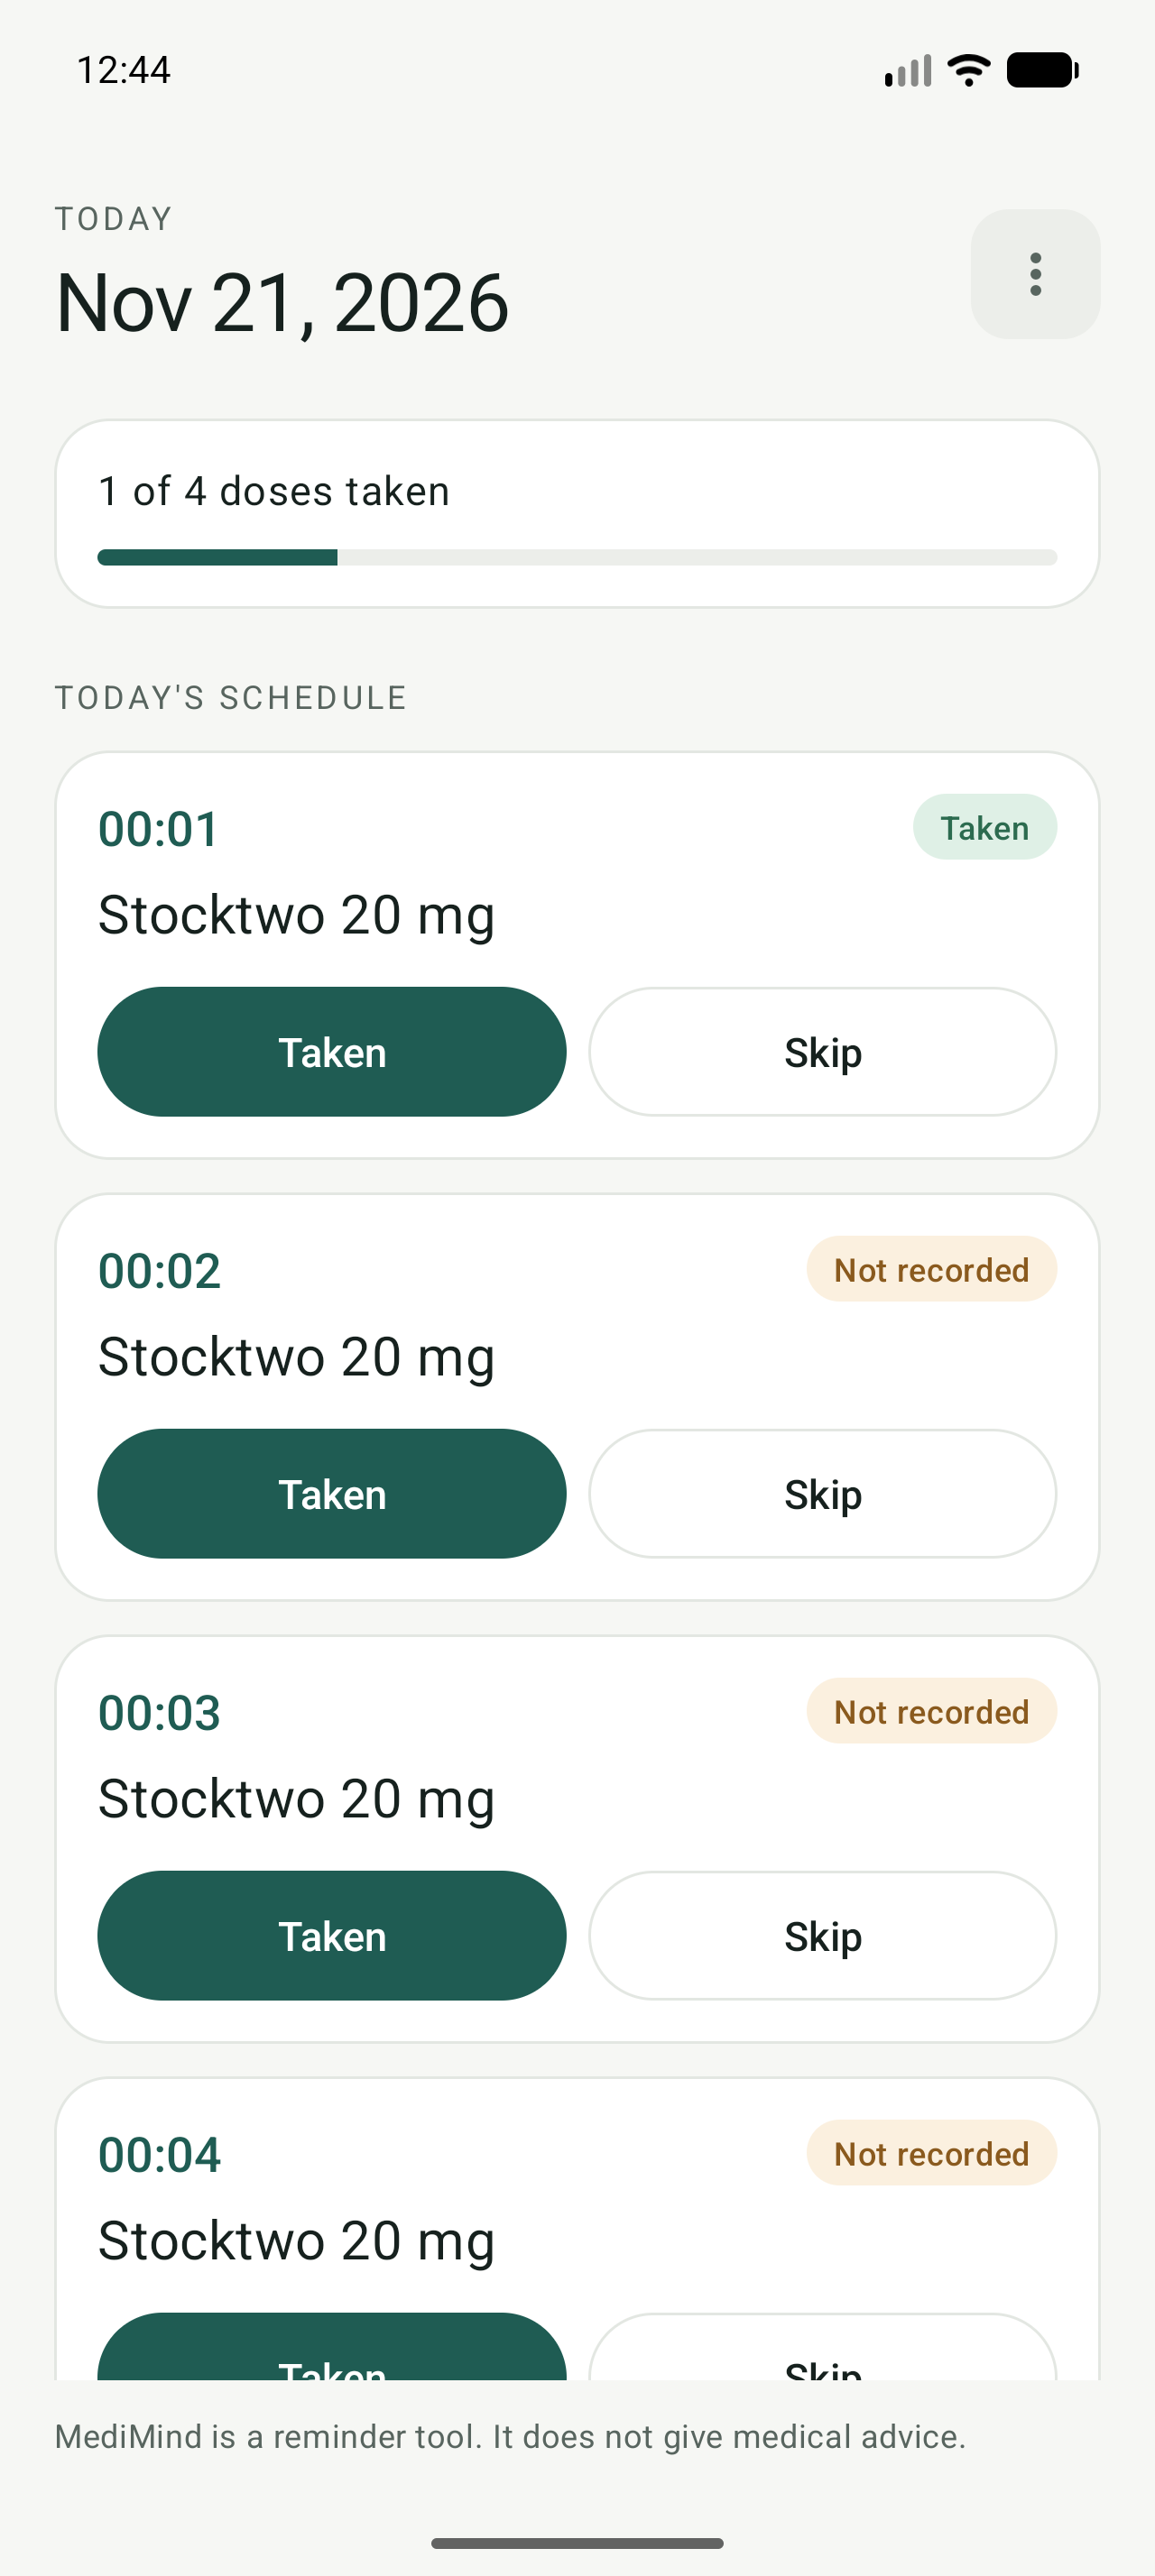 12:44
TODAY
Nov 21, 2026
1 of 4 doses taken
TODAY'S SCHEDULE
00:01
Taken
Stocktwo 20 mg
Taken
Skip
00:02
Not recorded
Stocktwo 20 mg
Taken
Skip
00:03
Not recorded
Stocktwo 20 mg
Taken
Skip
00:04
Not recorded
Stocktwo 20 mg
Taken
Skip
MediMind is a reminder tool. It does not give medical advice.